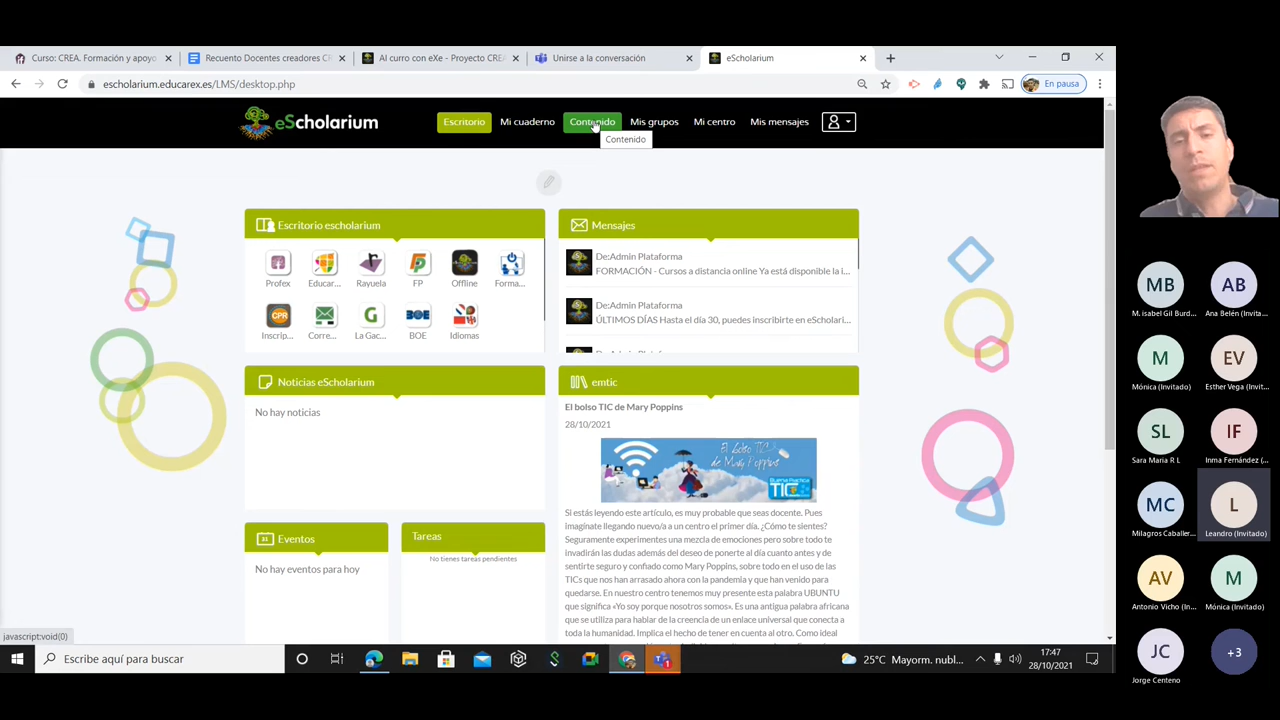 Curso: CREA. Formación y apoyo
Recuento Docentes creadores CR
Al curro con eXe - Proyecto CREA
Unirse a la conversación
eScholarium
escholarium.educarex.es/LMS/desktop.php
En pausa
eScholarium
Escritorio
Mi cuaderno
Contenido
Mis grupos
Mi centro
Mis mensajes
Contenido
Escritorio escholarium
Profex
Educar...
Rayuela
FP
Offline
Forma...
Inscrip...
Corre...
La Gac...
BOE
Idiomas
Mensajes
De:Admin Plataforma
FORMACIÓN - Cursos a distancia online Ya está disponible la i...
De:Admin Plataforma
ÚLTIMOS DÍAS Hasta el día 30, puedes inscribirte en eScholari...
Noticias eScholarium
No hay noticias
emtic
El bolso TIC de Mary Poppins
28/10/2021
El bolso TIC
de Mary Poppins
Buena Práctica
TIC
Si estás leyendo este artículo, es muy probable que seas docente. Pues
imagínate llegando nuevo/a a un centro el primer día. ¿Cómo te sientes?
Seguramente experimentes una mezcla de emociones pero sobre todo te
invadirán las dudas además del deseo de ponerte al día cuanto antes y de
sentirte seguro y confiado como Mary Poppins, sobre todo en el uso de las
TICs que nos han arrasado ahora con la pandemia y que han venido para
quedarse. En nuestro centro tenemos muy presente esta palabra UBUNTU
que significa «Yo soy porque nosotros somos». Es una antigua palabra africana
que se utiliza para hablar de la creencia de un enlace universal que conecta a
toda la humanidad. Implica el hecho de tener en cuenta al otro. Como ideal
Eventos
No hay eventos para hoy
Tareas
No tienes tareas pendientes
javascript:void(0)
Escribe aquí para buscar
25°C Mayorm. nubl...
17:47
28/10/2021
MB
M. isabel Gil Burd...
AB
Ana Belén (Invita...
M
Mónica (Invitado)
EV
Esther Vega (Invit...
SL
Sara Maria R L
IF
Inma Fernández (...
MC
Milagros Caballer...
L
Leandro (Invitado)
AV
Antonio Vicho (In...
M
Mónica (Invitado)
JC
Jorge Centeno
+3